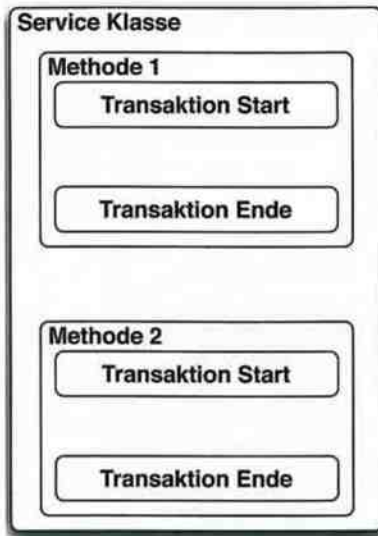 Service Klasse
Methode 1
Transaktion Start
Transaktion Ende
Methode 2
Transaktion Start
Transaktion Ende